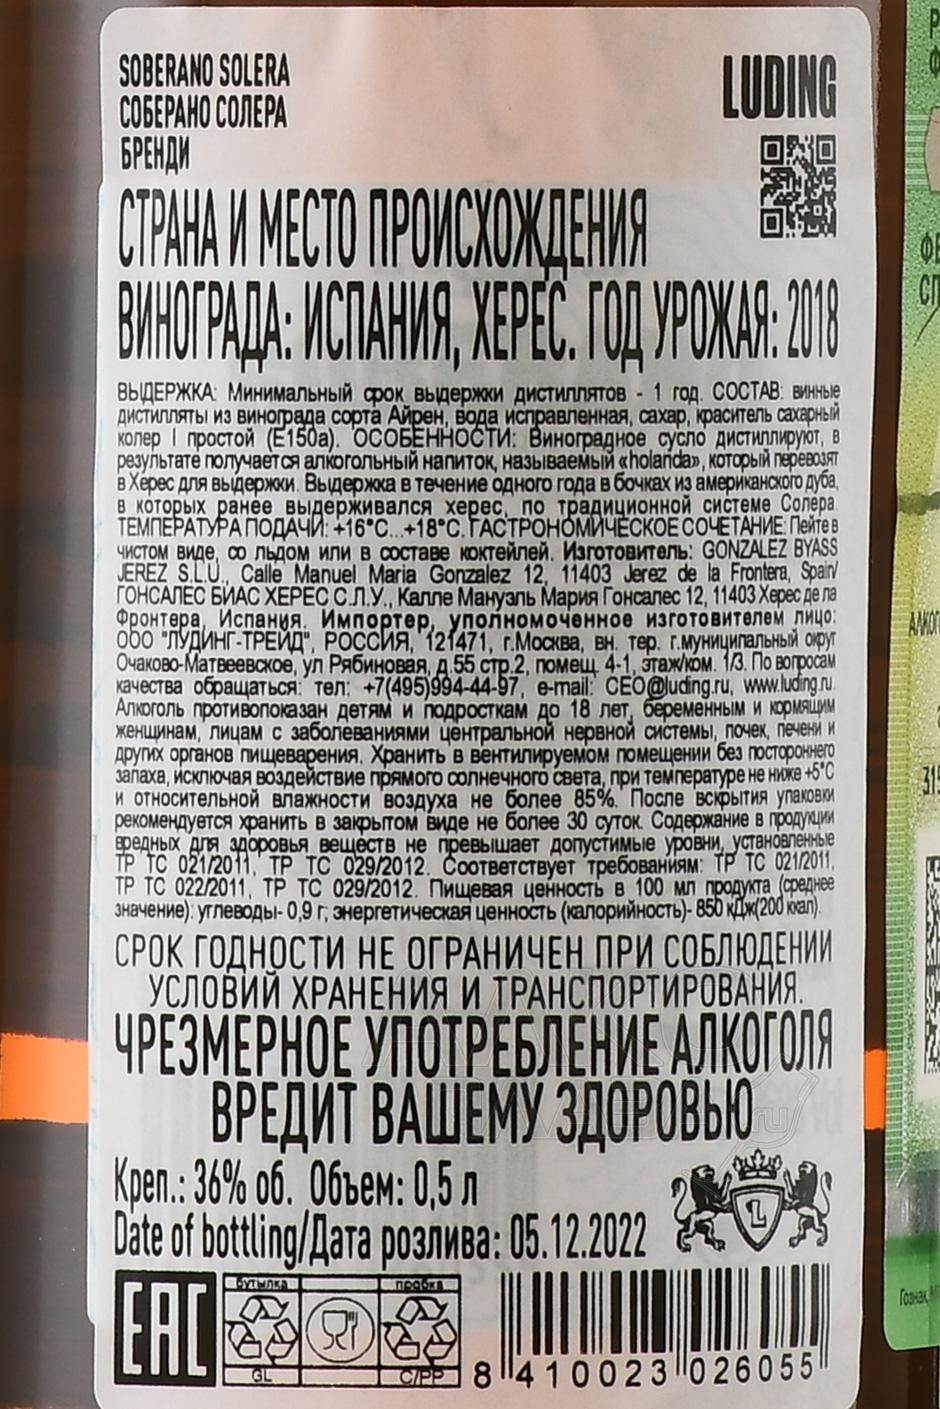 SOBERANO SOLERA
СОБЕРАНО СОЛЕРА
БРЕНДИ
LUDING
СТРАНА И МЕСТО ПРОИСХОЖДЕНИЯ
ВИНОГРАДА: ИСПАНИЯ, ХЕРЕС. ГОД УРОЖАЯ: 2018
ВЫДЕРЖКА: Минимальный срок выдержки дистиллятов - 1 год. СОСТАВ: винные
дистилляты из винограда сорта Айрен, вода исправленная, сахар, краситель сахарный
колер I простой (E150a). ОСОБЕННОСТИ: Виноградное сусло дистиллируют, в
результате получается алкогольный напиток, называемый «holanda», который перевозят
в Херес для выдержки. Выдержка в течение одного года в бочках из американского дуба,
в которых ранее выдерживался херес, по традиционной системе Солера.
ТЕМПЕРАТУРА ПОДАЧИ: +16°С...+18°С. ГАСТРОНОМИЧЕСКОЕ СОЧЕТАНИЕ: Пейте в
чистом виде, со льдом или в составе коктейлей. Изготовитель: GONZALEZ BYASS
JEREZ S.L.U., Calle Manuel Maria Gonzalez 12, 11403 Jerez de la Frontera, Spain/
ГОНСАЛЕС БИАС ХЕРЕС С.Л.У., Калле Мануэль Мария Гонсалес 12, 11403 Херес де ла
Фронтера, Испания. Импортер, уполномоченное изготовителем лицо:
ООО "ЛУДИНГ-ТРЕЙД", РОССИЯ, 121471, г.Москва, вн. тер. г.муниципальный округ
Очаково-Матвеевское, ул Рябиновая, д.55 стр.2, помещ. 4-1, этаж/ком. 1/3. По вопросам
качества обращаться: тел: +7(495)994-44-97, e-mail: CEO@luding.ru, www.luding.ru.
Алкоголь противопоказан детям и подросткам до 18 лет, беременным и кормящим
женщинам, лицам с заболеваниями центральной нервной системы, почек, печени и
других органов пищеварения. Хранить в вентилируемом помещении без постороннего
запаха, исключая воздействие прямого солнечного света, при температуре не ниже +5°С
и относительной влажности воздуха не более 85%. После вскрытия упаковки
рекомендуется хранить в закрытом виде не более 30 суток. Содержание в продукции
вредных для здоровья веществ не превышает допустимые уровни, установленные
ТР ТС 021/2011, ТР ТС 029/2012. Соответствует требованиям: ТР ТС 021/2011,
ТР ТС 022/2011, ТР ТС 029/2012. Пищевая ценность в 100 мл продукта (среднее
значение): углеводы- 0,9 г; энергетическая ценность (калорийность)- 850 кДж(200 ккал).
СРОК ГОДНОСТИ НЕ ОГРАНИЧЕН ПРИ СОБЛЮДЕНИИ
УСЛОВИЙ ХРАНЕНИЯ И ТРАНСПОРТИРОВАНИЯ.
ЧРЕЗМЕРНОЕ УПОТРЕБЛЕНИЕ АЛКОГОЛЯ
ВРЕДИТ ВАШЕМУ ЗДОРОВЬЮ
Креп.: 36% об. Объем: 0,5 л
Date of bottling/Дата розлива: 05.12.2022
L
EAC
бутылка
пробка
GL
C/PP
8 410023 026055